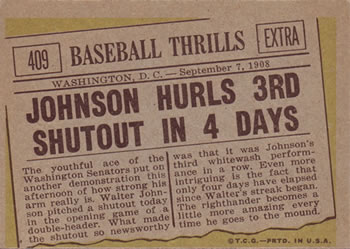 409 BASEBALL THRILLS EXTRA
WASHINGTON, D. C. — September 7, 1908
JOHNSON HURLS 3RD
SHUTOUT IN 4 DAYS
The youthful ace of the
Washington Senators put on
another demonstration this
afternoon of how strong his
arm really is. Walter John-
son pitched a shutout today
in the opening game of a
double-header. What made
the shutout so newsworthy
was that it was Johnson's
third whitewash perform-
ance in a row. Even more
intriguing is the fact that
only four days have elapsed
since Walter's streak began.
The righthander becomes a
little more amazing every
time he goes to the mound.
©T.C.G.—PRTD. IN U.S.A.